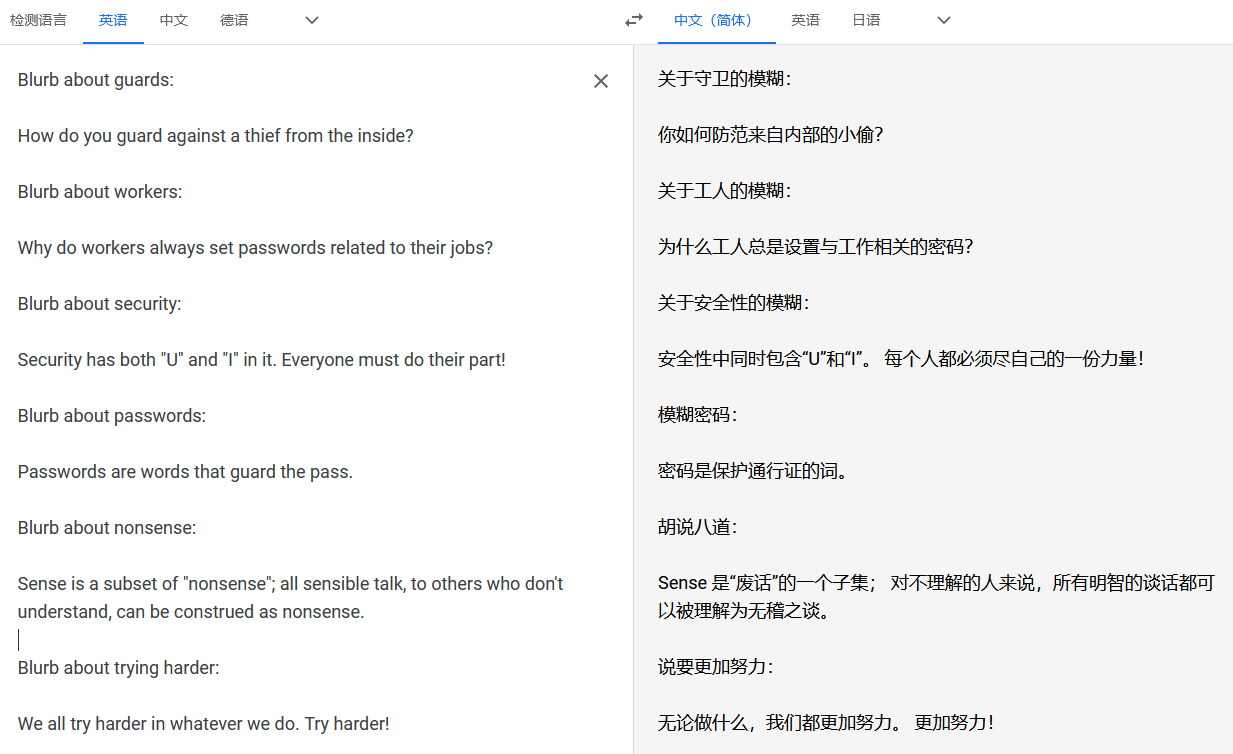 检测语言 英语 中文 德语 中文（简体） 英语 日语
Blurb about guards:
How do you guard against a thief from the inside?
Blurb about workers:
Why do workers always set passwords related to their jobs?
Blurb about security:
Security has both "U" and "I" in it. Everyone must do their part!
Blurb about passwords:
Passwords are words that guard the pass.
Blurb about nonsense:
Sense is a subset of "nonsense"; all sensible talk, to others who don't
understand, can be construed as nonsense.
Blurb about trying harder:
We all try harder in whatever we do. Try harder!
关于守卫的模糊：
你如何防范来自内部的小偷？
关于工人的模糊：
为什么工人总是设置与工作相关的密码？
关于安全性的模糊：
安全性中同时包含“U”和“I”。 每个人都必须尽自己的一份力量！
模糊密码：
密码是保护通行证的词。
胡说八道：
Sense 是“废话”的一个子集； 对不理解的人来说，所有明智的谈话都可
以被理解为无稽之谈。
说要更加努力：
无论做什么，我们都更加努力。 更加努力！